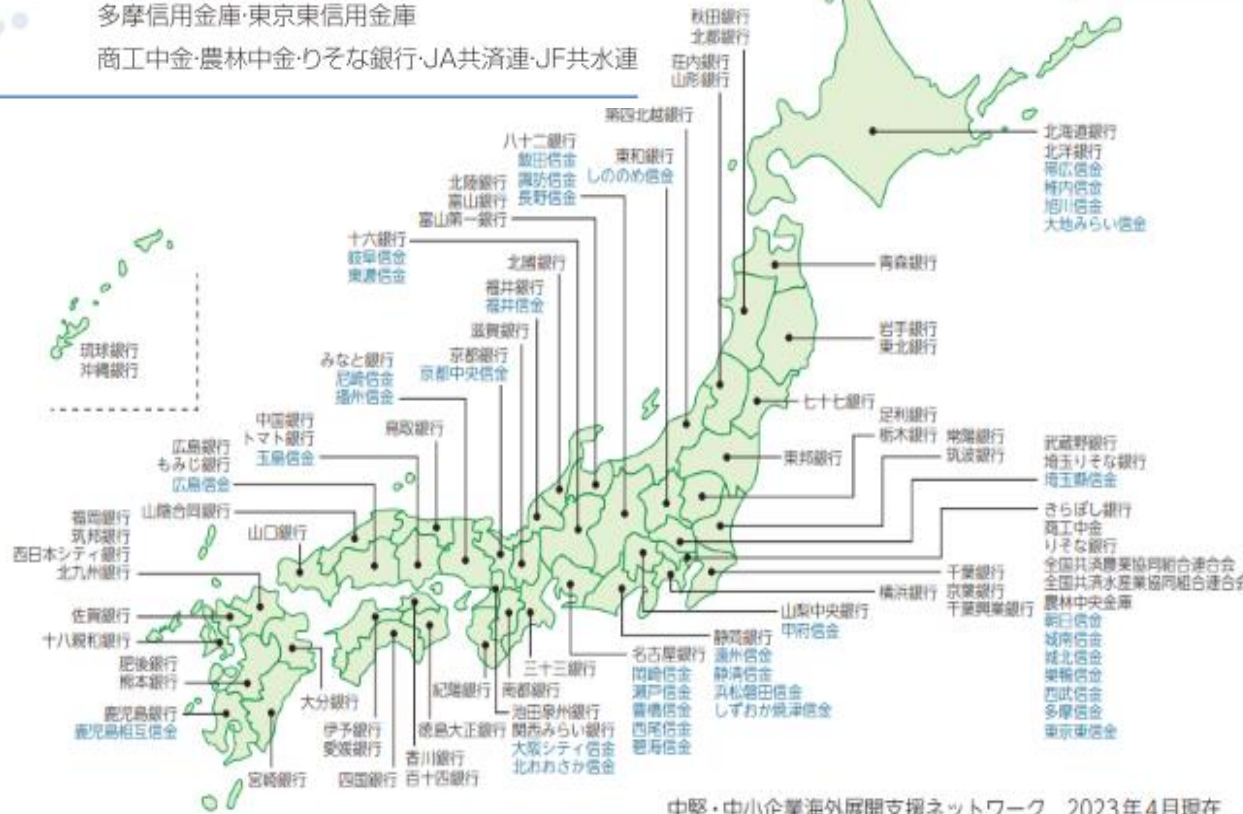 多摩信用金庫・東京東信用金庫
商工中金・農林中金・りそな銀行・JA共済連・JF共水連
秋田銀行
北都銀行
荘内銀行
山形銀行
第四北越銀行
八十二銀行
飯田信金
諏訪信金
長野信金
東和銀行
しののめ信金
北陸銀行
富山銀行
富山第一銀行
十六銀行
岐阜信金
東濃信金
北國銀行
福井銀行
福井信金
滋賀銀行
京都銀行
京都中央信金
みなと銀行
尼崎信金
播州信金
鳥取銀行
中国銀行
トマト銀行
玉島信金
広島銀行
もみじ銀行
広島信金
山陰合同銀行
山口銀行
福岡銀行
筑邦銀行
西日本シティ銀行
北九州銀行
佐賀銀行
十八親和銀行
肥後銀行
熊本銀行
鹿児島銀行
鹿児島相互信金
琉球銀行
沖縄銀行
北海道銀行
北洋銀行
帯広信金
稚内信金
旭川信金
大地みらい信金
青森銀行
岩手銀行
東北銀行
七十七銀行
東邦銀行
足利銀行
栃木銀行
常陽銀行
筑波銀行
武蔵野銀行
埼玉りそな銀行
埼玉縣信金
きらぼし銀行
商工中金
りそな銀行
全国共済農業協同組合連合会
全国共済水産業協同組合連合会
農林中央金庫
朝日信金
城南信金
城北信金
巣鴨信金
西武信金
多摩信金
東京東信金
千葉銀行
京葉銀行
千葉興業銀行
横浜銀行
山梨中央銀行
甲府信金
静岡銀行
遠州信金
静清信金
浜松磐田信金
しずおか焼津信金
名古屋銀行
岡崎信金
瀬戸信金
豊橋信金
西尾信金
碧海信金
三十三銀行
南都銀行
紀陽銀行
池田泉州銀行
関西みらい銀行
大阪シティ信金
北おおさか信金
徳島大正銀行
香川銀行
百十四銀行
四国銀行
伊予銀行
愛媛銀行
大分銀行
宮崎銀行
中堅・中小企業海外展開支援ネットワーク 2023年4月現在